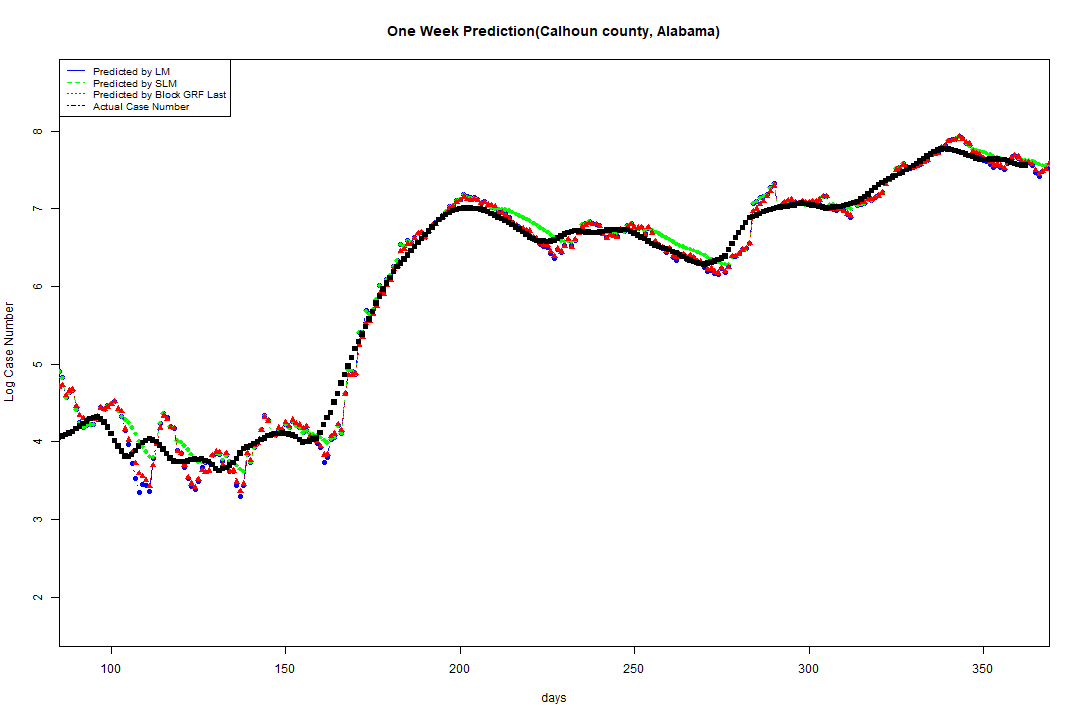 One Week Prediction(Calhoun county, Alabama)
Predicted by LM
Predicted by SLM
Predicted by Block GRF Last
Actual Case Number
Log Case Number
8
7
6
5
4
3
2
100 150 200 250 300 350
days